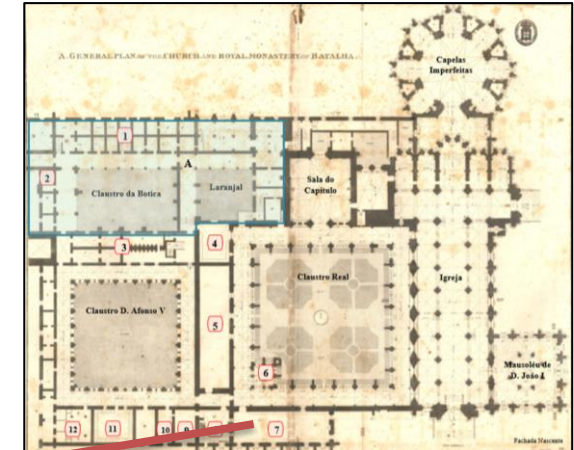 A GENERAL PLAN OF THE CHURCH AND ROYAL MONASTERY OF BATALHA
Capelas
Imperfeitas
1
A
2
Claustro da Botica
Laranjal
Sala do
Capítulo
3
4
Claustro Real
Igreja
Claustro D. Afonso V
5
6
Mausoléu de
D. João I
12
11
10
9
7
Fachada Nascente